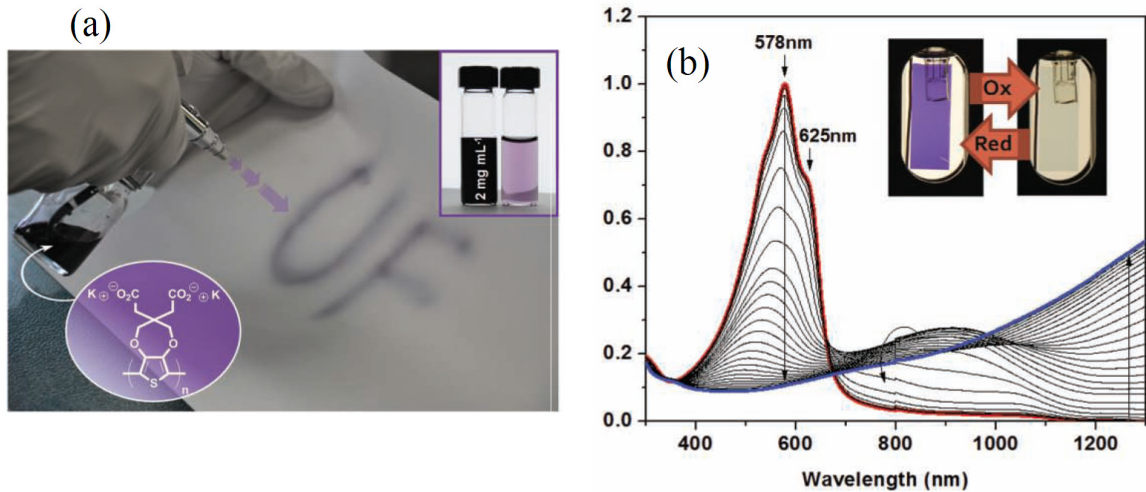 (a)
2 mg mL⁻¹
UF
K ⊕ ⊖ O₂C CO₂ ⊖ ⊕ K
O O
S n
(b)
1.2
1.0
0.8
0.6
0.4
0.2
0.0
578nm
625nm
Ox
Red
400 600 800 1000 1200
Wavelength (nm)